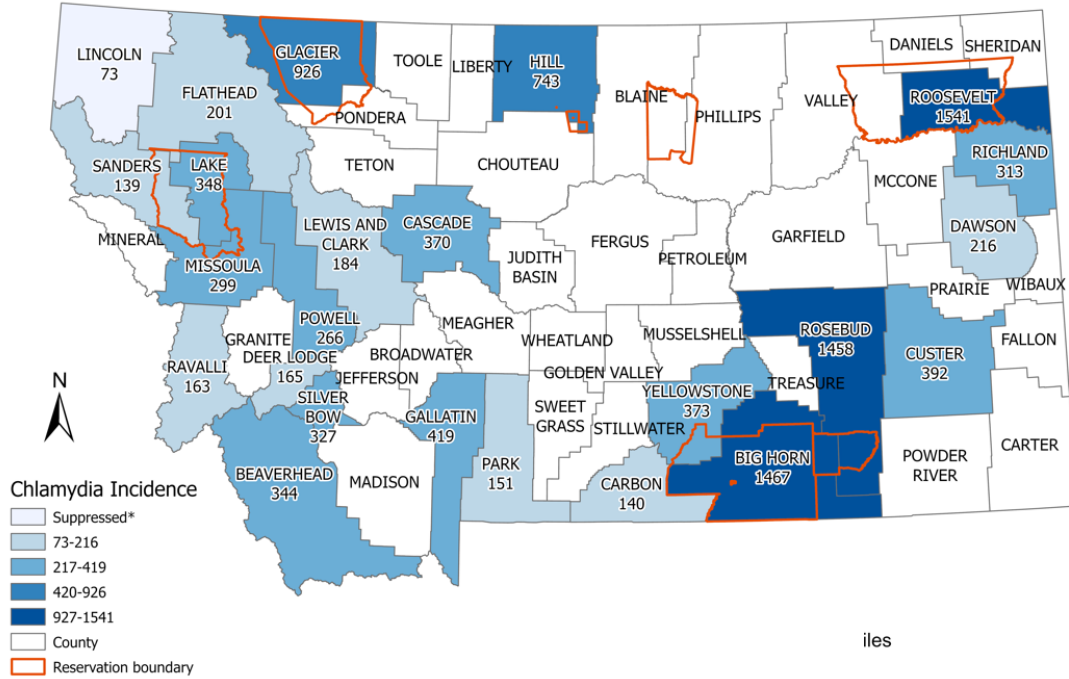 LINCOLN
73
GLACIER
926
TOOLE
LIBERTY
HILL
743
DANIELS
SHERIDAN
FLATHEAD
201
BLAINE
PHILLIPS
VALLEY
ROOSEVELT
1541
PONDERA
SANDERS
139
LAKE
348
TETON
CHOUTEAU
RICHLAND
313
MCCONE
MINERAL
MISSOULA
299
LEWIS AND
CLARK
184
CASCADE
370
JUDITH
BASIN
FERGUS
PETROLEUM
GARFIELD
DAWSON
216
WIBAUX
PRAIRIE
POWELL
266
MEAGHER
WHEATLAND
MUSSELSHELL
ROSEBUD
1458
FALLON
CUSTER
392
GRANITE
DEER LODGE
165
BROADWATER
GOLDEN VALLEY
TREASURE
RAVALLI
163
JEFFERSON
SILVER
BOW
327
GALLATIN
419
SWEET
GRASS
STILLWATER
YELLOWSTONE
373
N
BEAVERHEAD
344
MADISON
PARK
151
CARBON
140
BIG HORN
1467
POWDER
RIVER
CARTER
Chlamydia Incidence
Suppressed*
73-216
217-419
420-926
927-1541
County
Reservation boundary
iles